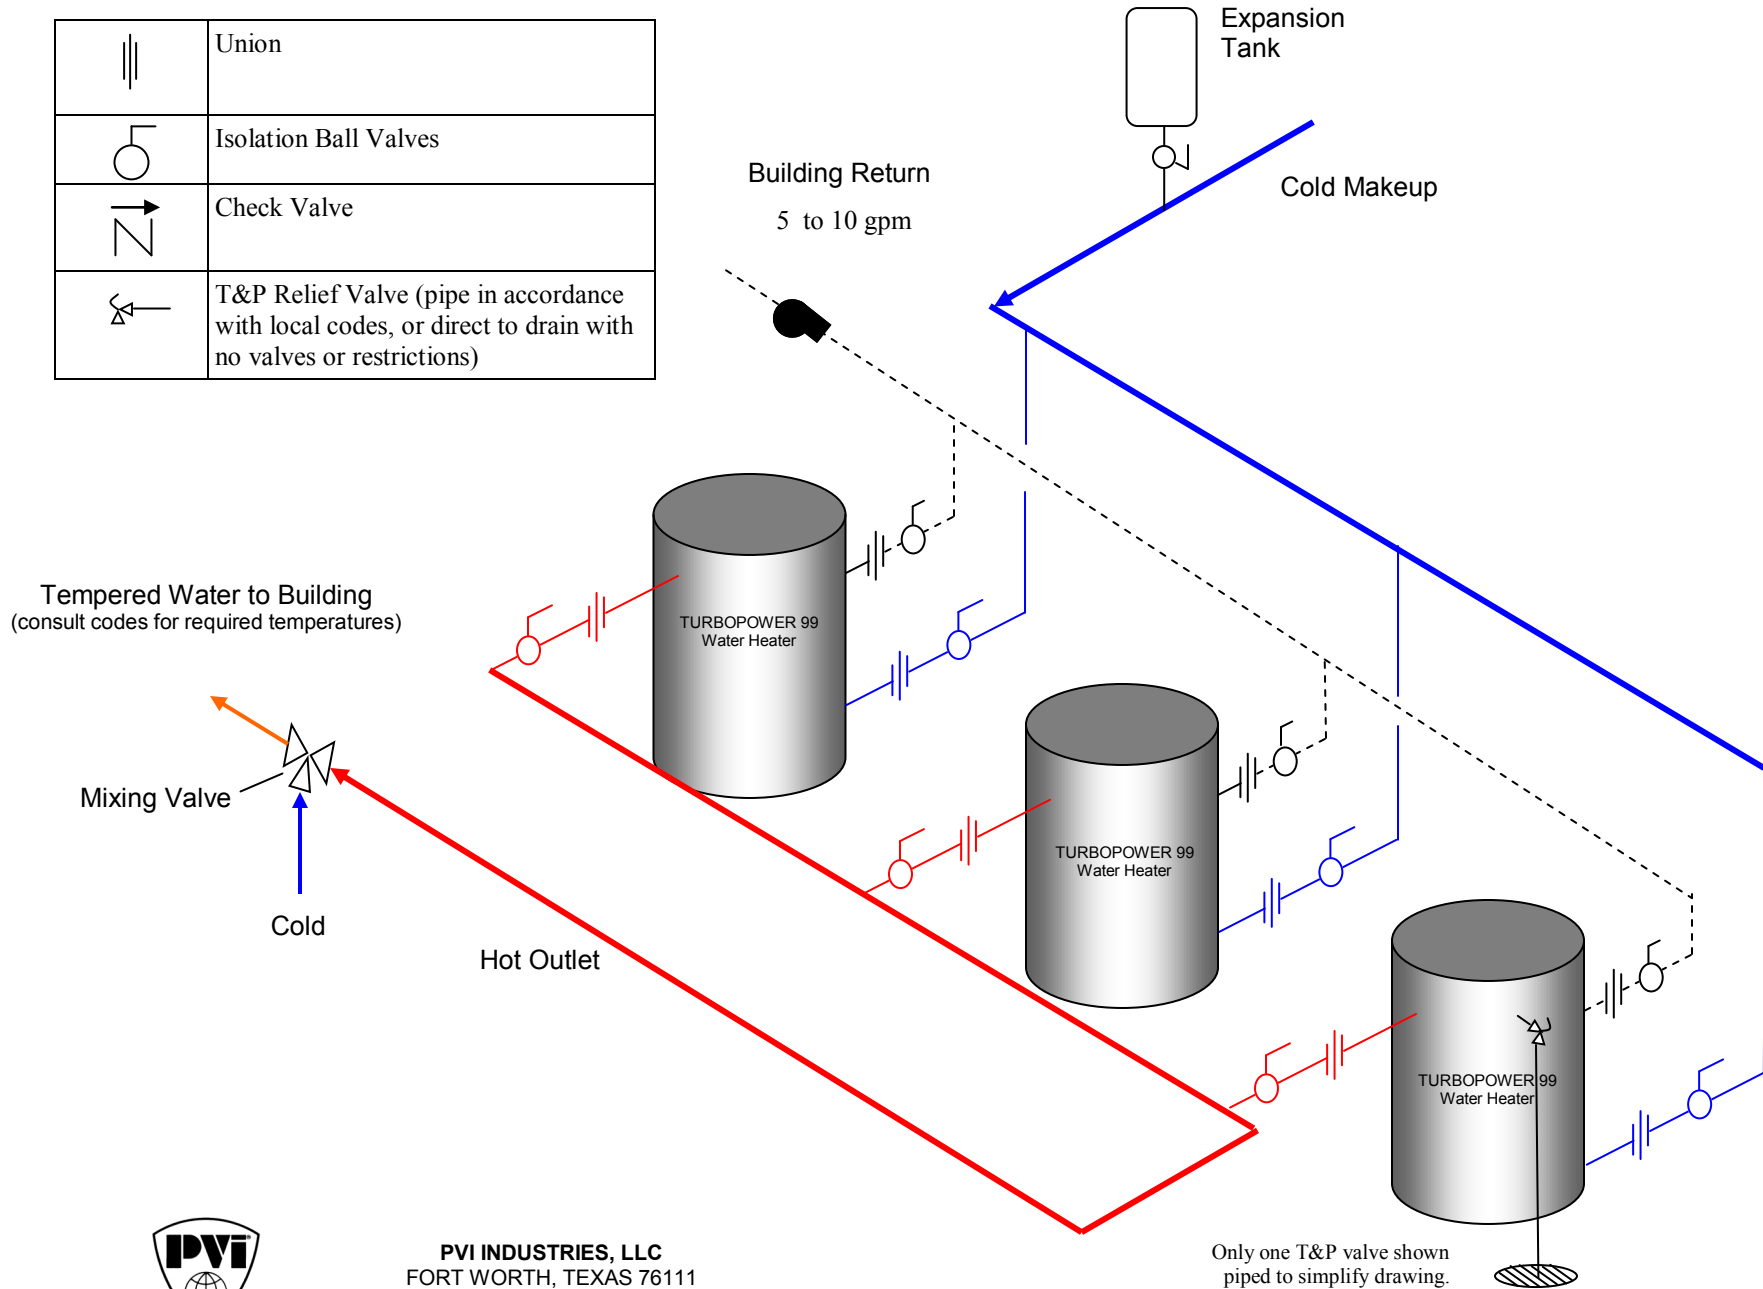 Union
Isolation Ball Valves
Check Valve
T&P Relief Valve (pipe in accordance
with local codes, or direct to drain with
no valves or restrictions)
Expansion
Tank
Cold Makeup
Building Return
5 to 10 gpm
TURBOPOWER 99
Water Heater
Tempered Water to Building
(consult codes for required temperatures)
Mixing Valve
Cold
Hot Outlet
TURBOPOWER 99
Water Heater
TURBOPOWER 99
Water Heater
PVI
PVI INDUSTRIES, LLC
FORT WORTH, TEXAS 76111
Only one T&P valve shown
piped to simplify drawing.